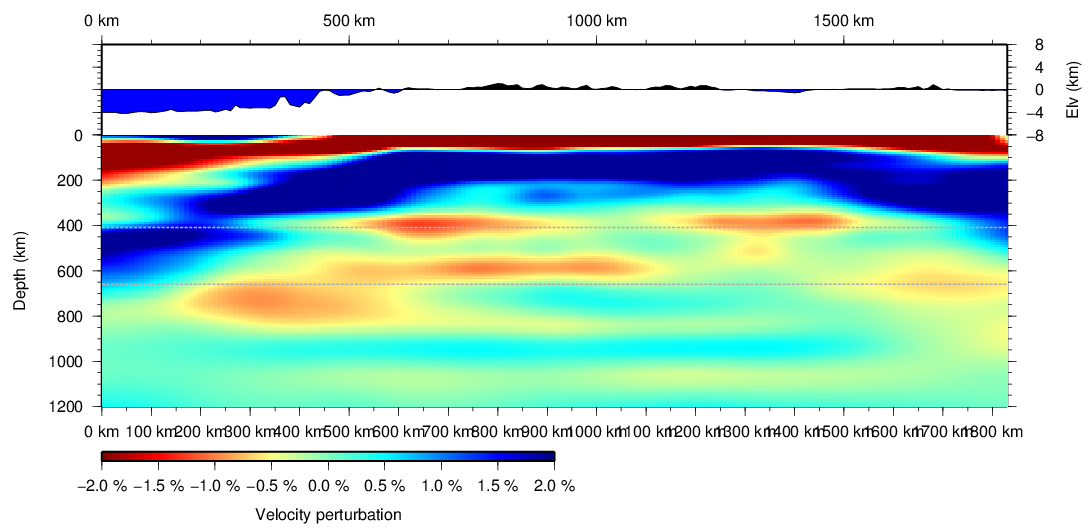 0 km 500 km 1000 km 1500 km
8
4
0
−4
−8
Elv (km)
0
200
400
600
800
1000
1200
Depth (km)
0 km 100 km 200 km 300 km 400 km 500 km 600 km 700 km 800 km 900 km 1000 km 1100 km 1200 km 1300 km 1400 km 1500 km 1600 km 1700 km 1800 km
−2.0 % −1.5 % −1.0 % −0.5 % 0.0 % 0.5 % 1.0 % 1.5 % 2.0 %
Velocity perturbation